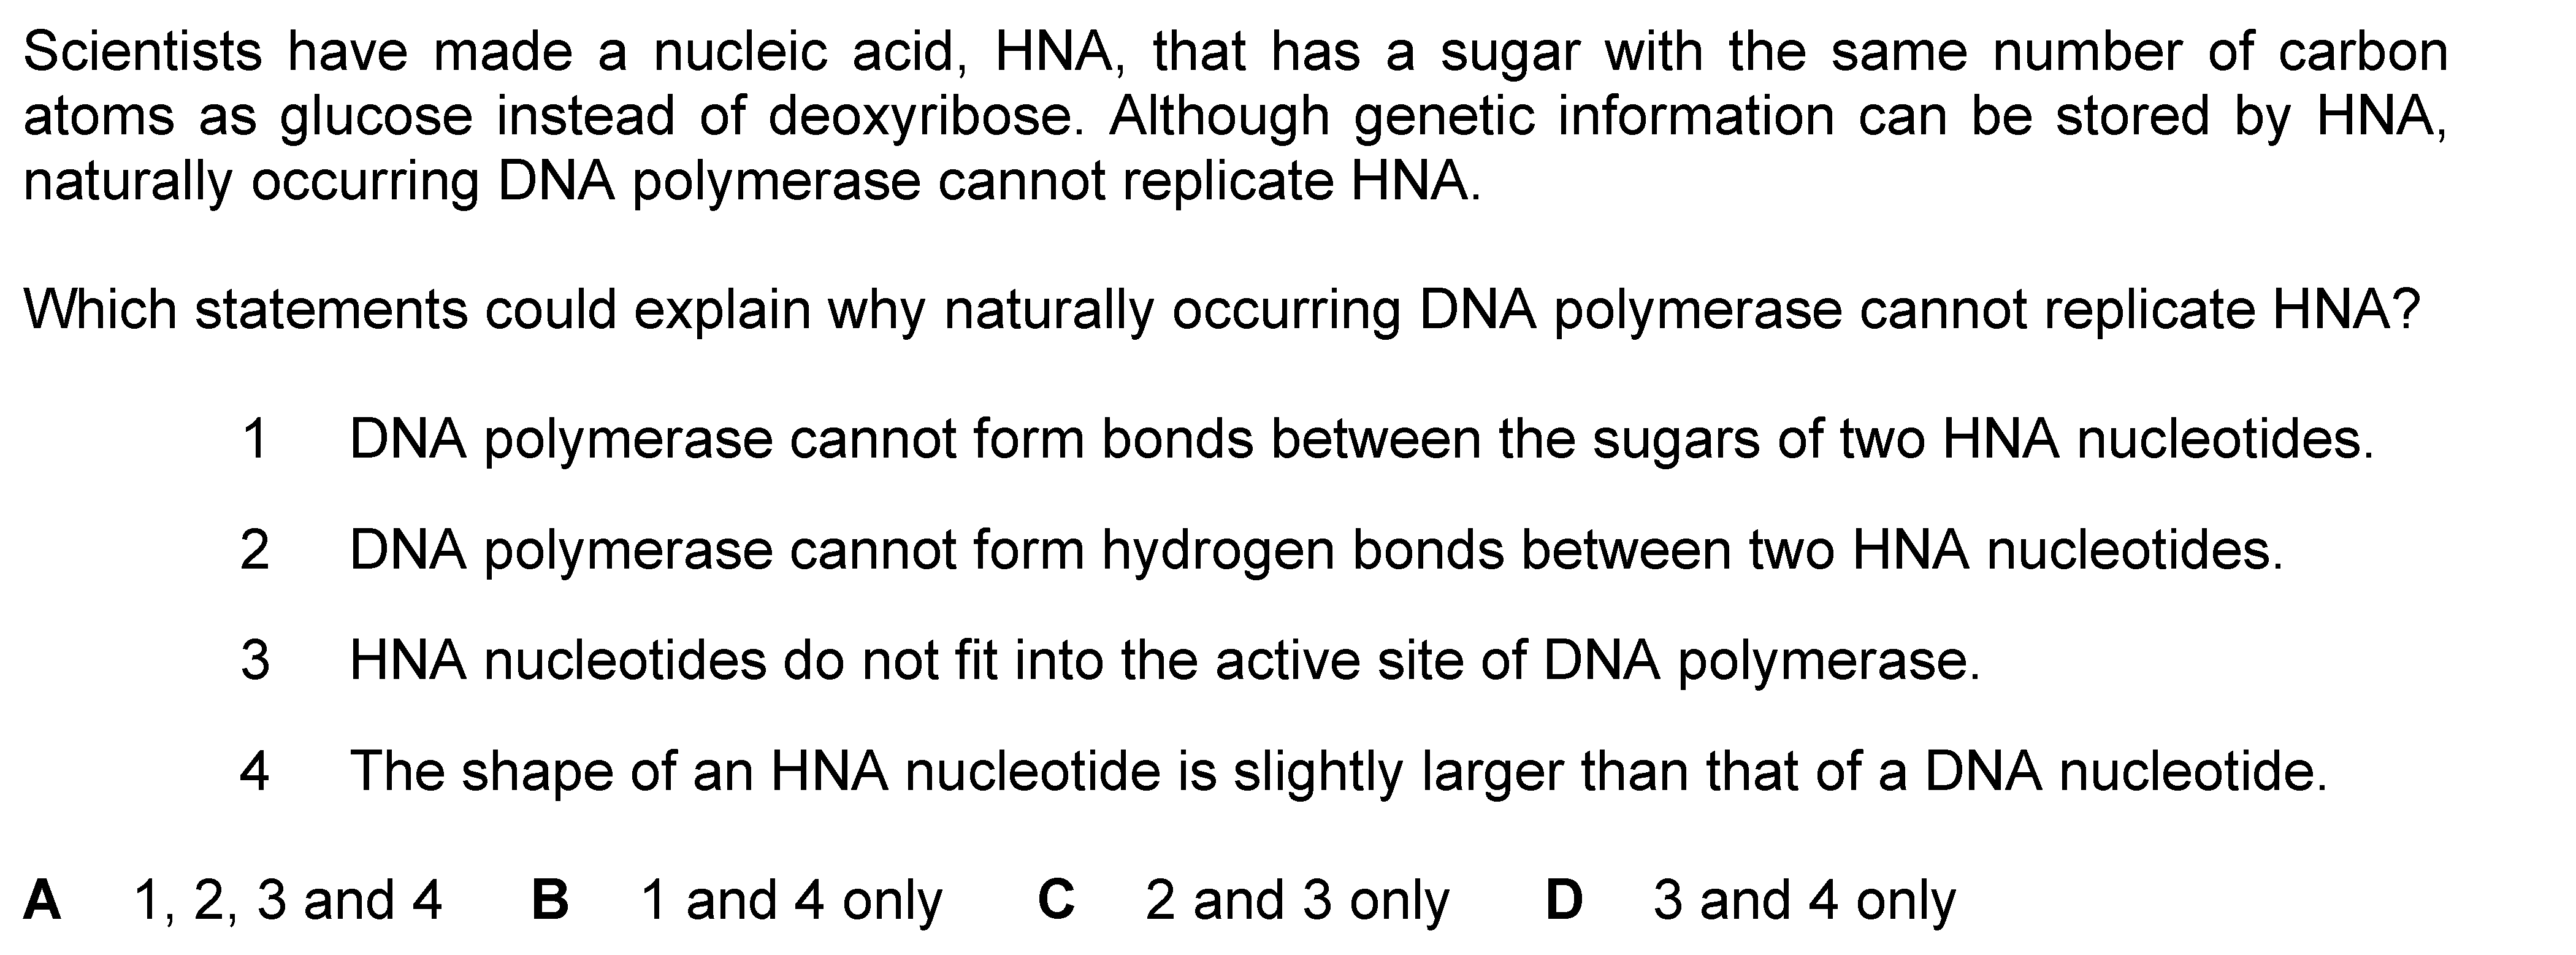 Scientists have made a nucleic acid, HNA, that has a sugar with the same number of carbon
atoms as glucose instead of deoxyribose. Although genetic information can be stored by HNA,
naturally occurring DNA polymerase cannot replicate HNA.
Which statements could explain why naturally occurring DNA polymerase cannot replicate HNA?
1 DNA polymerase cannot form bonds between the sugars of two HNA nucleotides.
2 DNA polymerase cannot form hydrogen bonds between two HNA nucleotides.
3 HNA nucleotides do not fit into the active site of DNA polymerase.
4 The shape of an HNA nucleotide is slightly larger than that of a DNA nucleotide.
A 1, 2, 3 and 4 B 1 and 4 only C 2 and 3 only D 3 and 4 only